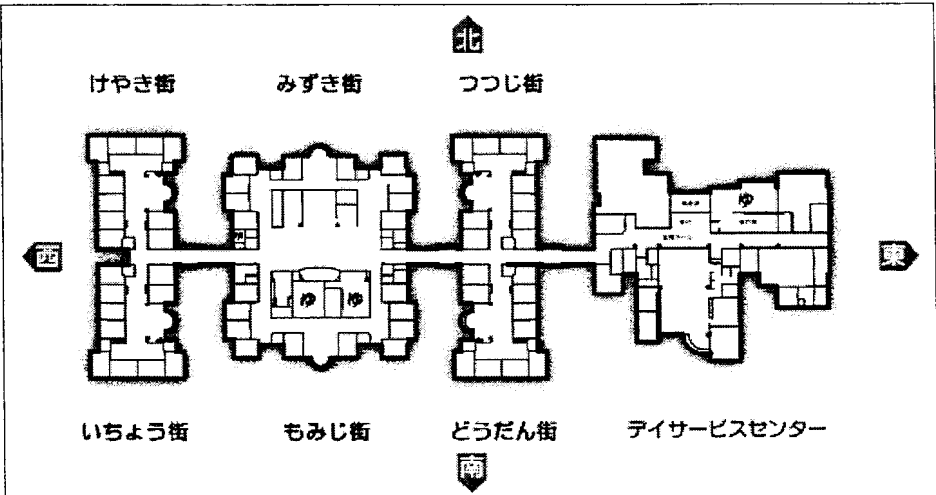 北
けやき街 みずき街 つつじ街
ゆ
西 東
ゆ ゆ
いちょう街 もみじ街 どうだん街 デイサービスセンター
南